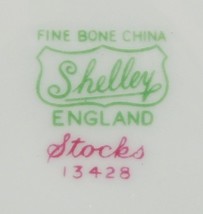 FINE BONE CHINA
Shelley
ENGLAND
Stocks
13428